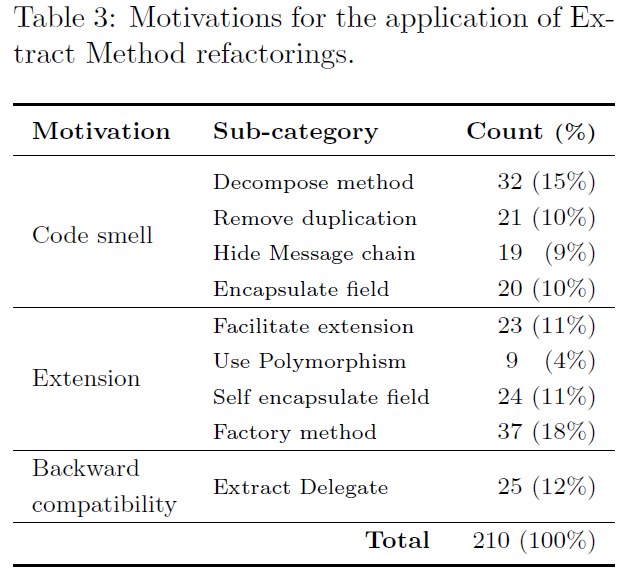 Table 3: Motivations for the application of Ex-
tract Method refactorings.
Motivation Sub-category Count (%)
Code smell
Decompose method 32 (15%)
Remove duplication 21 (10%)
Hide Message chain 19 (9%)
Encapsulate field 20 (10%)
Extension
Facilitate extension 23 (11%)
Use Polymorphism 9 (4%)
Self encapsulate field 24 (11%)
Factory method 37 (18%)
Backward
compatibility
Extract Delegate 25 (12%)
Total 210 (100%)